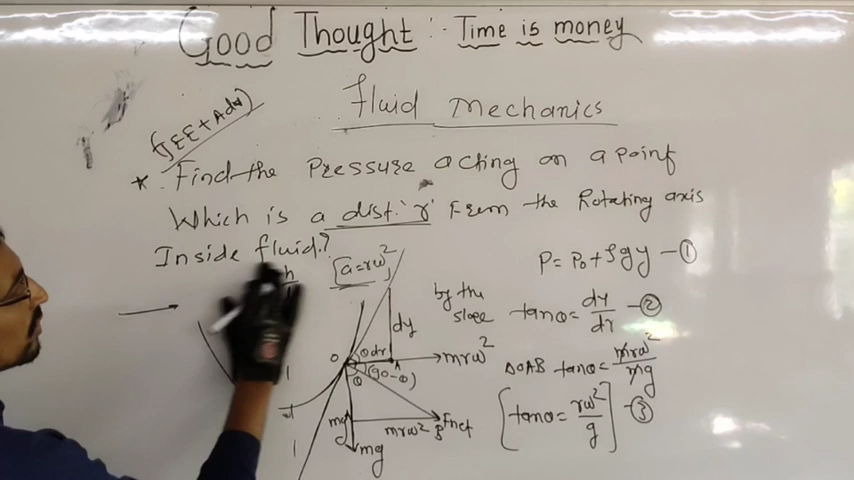 Good Thought :- Time is money
Fluid Mechanics
(JEE + Adv)
* Find the Pressure acting on a point
Which is a dist. 'r' From the Rotating axis
Inside fluid?
a = rω²
P = P₀ + ρgy — ①
by the slope
tanθ = dy/dr — ②
dy
O θ dr A
(90-θ)
θ
mrω²
ΔOAB tanθ = mrω²/mg
[tanθ = rω²/g] — ③
mg
mrω² B Fnet
mg